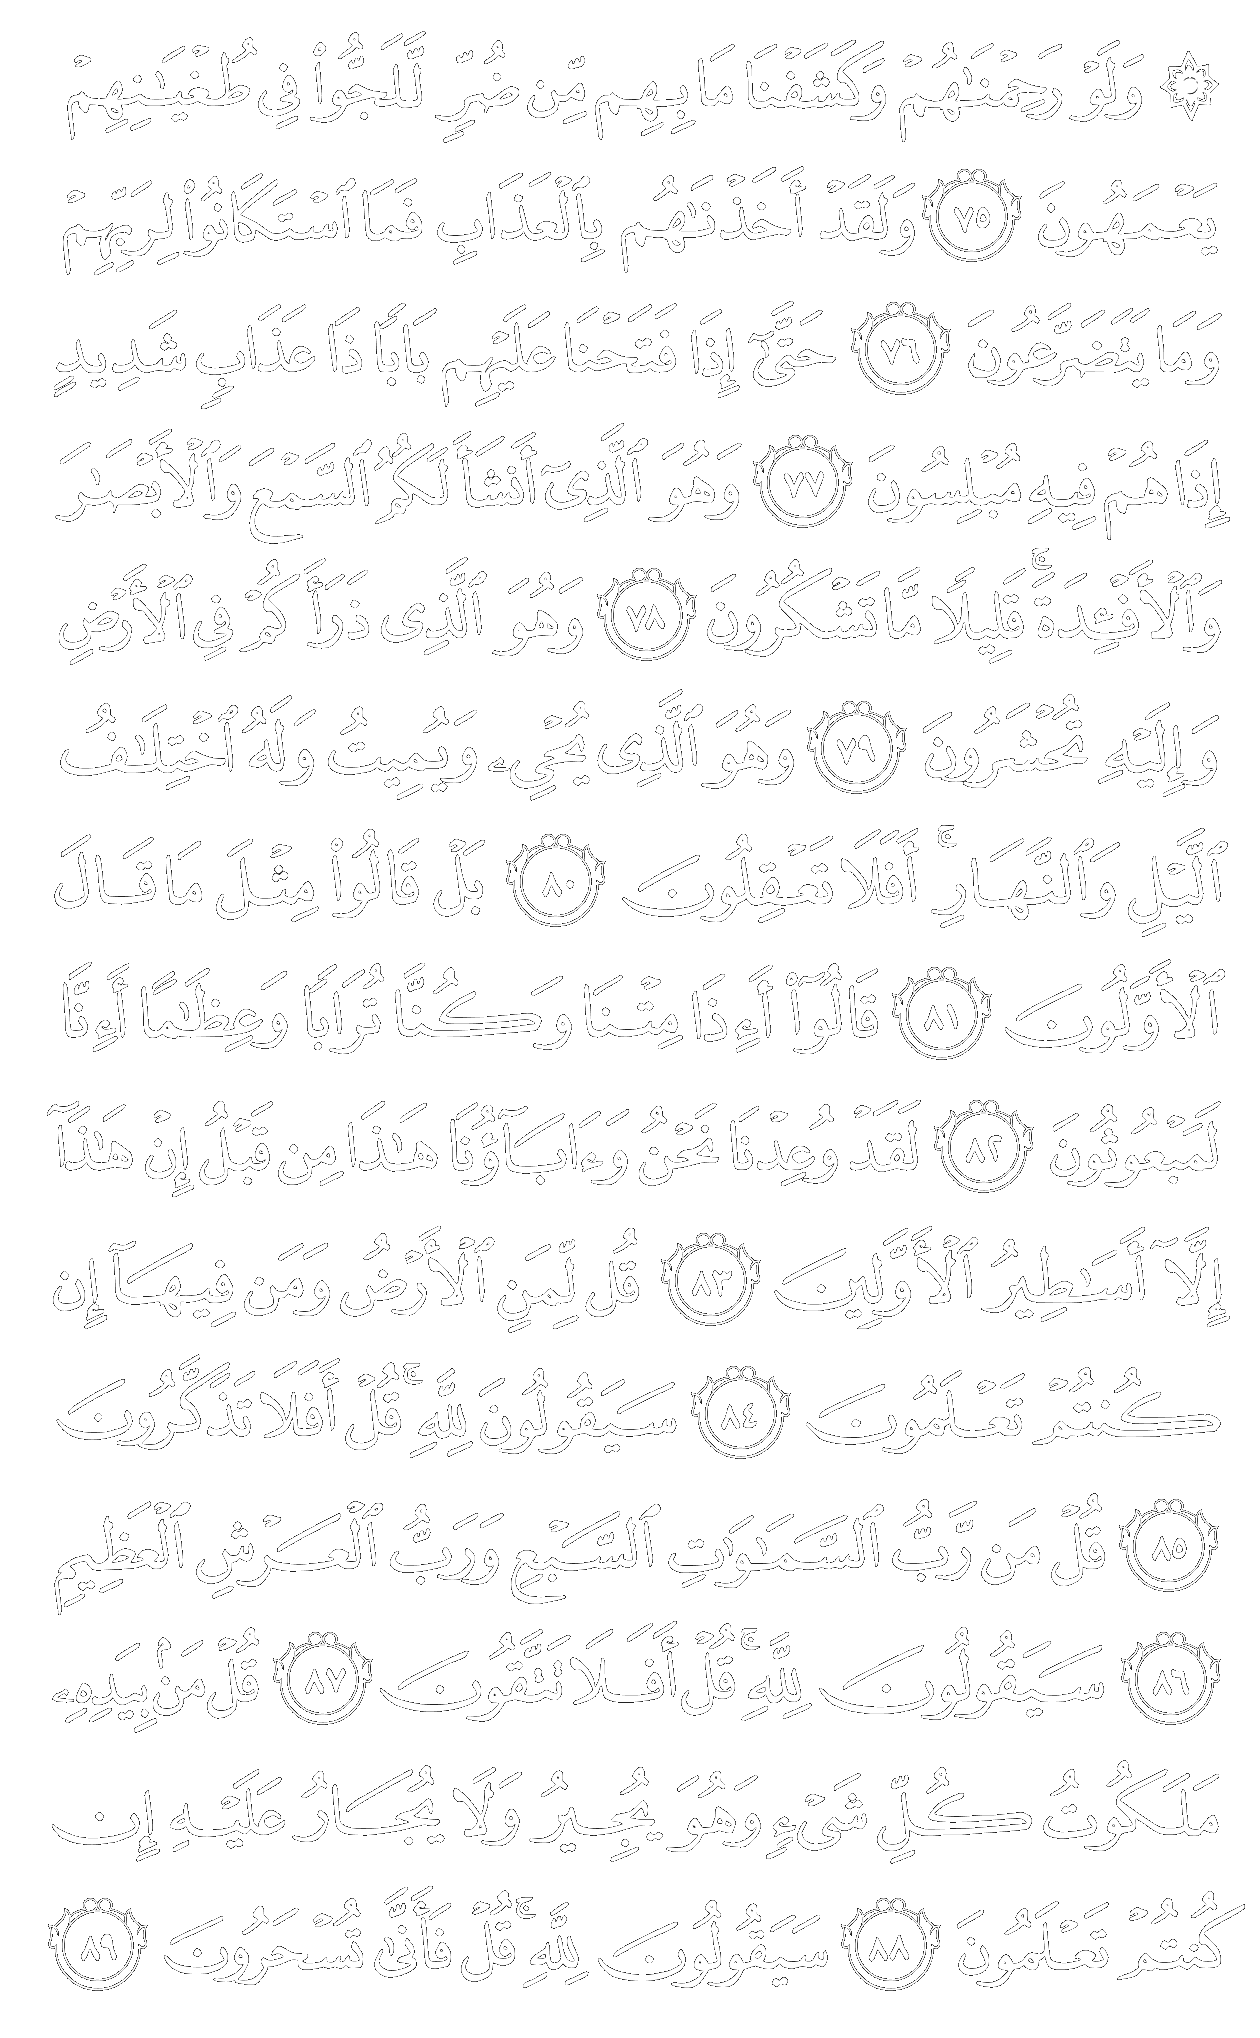 ۞ وَلَوْ رَحِمْنَٰهُمْ وَكَشَفْنَا مَا بِهِم مِّن ضُرٍّ لَّلَجُّوا۟ فِى طُغْيَٰنِهِمْ
يَعْمَهُونَ ٧٥ وَلَقَدْ أَخَذْنَٰهُم بِٱلْعَذَابِ فَمَا ٱسْتَكَانُوا۟ لِرَبِّهِمْ
وَمَا يَتَضَرَّعُونَ ٧٦ حَتَّىٰٓ إِذَا فَتَحْنَا عَلَيْهِم بَابًا ذَا عَذَابٍ شَدِيدٍ
إِذَا هُمْ فِيهِ مُبْلِسُونَ ٧٧ وَهُوَ ٱلَّذِىٓ أَنشَأَ لَكُمُ ٱلسَّمْعَ وَٱلْأَبْصَٰرَ
وَٱلْأَفْـِٔدَةَ ۚ قَلِيلًا مَّا تَشْكُرُونَ ٧٨ وَهُوَ ٱلَّذِى ذَرَأَكُمْ فِى ٱلْأَرْضِ
وَإِلَيْهِ تُحْشَرُونَ ٧٩ وَهُوَ ٱلَّذِى يُحْىِۦ وَيُمِيتُ وَلَهُ ٱخْتِلَٰفُ
ٱلَّيْلِ وَٱلنَّهَارِ ۚ أَفَلَا تَعْقِلُونَ ٨٠ بَلْ قَالُوا۟ مِثْلَ مَا قَالَ
ٱلْأَوَّلُونَ ٨١ قَالُوٓا۟ أَءِذَا مِتْنَا وَكُنَّا تُرَابًا وَعِظَٰمًا أَءِنَّا
لَمَبْعُوثُونَ ٨٢ لَقَدْ وُعِدْنَا نَحْنُ وَءَابَآؤُنَا هَٰذَا مِن قَبْلُ إِنْ هَٰذَآ
إِلَّآ أَسَٰطِيرُ ٱلْأَوَّلِينَ ٨٣ قُل لِّمَنِ ٱلْأَرْضُ وَمَن فِيهَآ إِن
كُنتُمْ تَعْلَمُونَ ٨٤ سَيَقُولُونَ لِلَّهِ ۚ قُلْ أَفَلَا تَذَكَّرُونَ
٨٥ قُلْ مَن رَّبُّ ٱلسَّمَٰوَٰتِ ٱلسَّبْعِ وَرَبُّ ٱلْعَرْشِ ٱلْعَظِيمِ
٨٦ سَيَقُولُونَ لِلَّهِ ۚ قُلْ أَفَلَا تَتَّقُونَ ٨٧ قُلْ مَنۢ بِيَدِهِۦ
مَلَكُوتُ كُلِّ شَىْءٍ وَهُوَ يُجِيرُ وَلَا يُجَارُ عَلَيْهِ إِن
كُنتُمْ تَعْلَمُونَ ٨٨ سَيَقُولُونَ لِلَّهِ ۚ قُلْ فَأَنَّىٰ تُسْحَرُونَ ٨٩